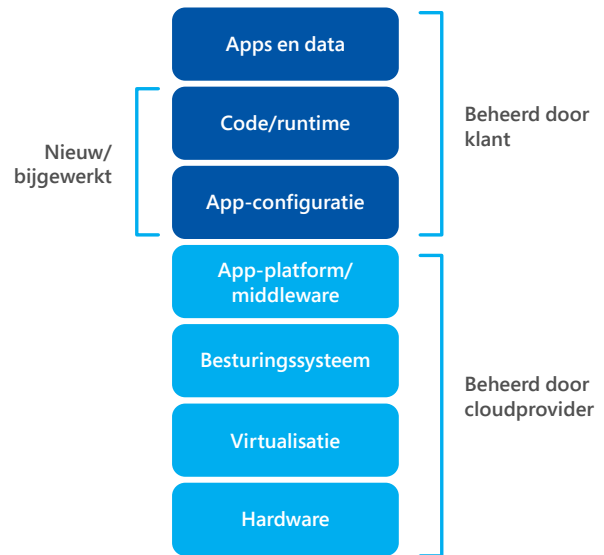 Apps en data
Code/runtime
App-configuratie
App-platform/
middleware
Besturingssysteem
Virtualisatie
Hardware
Nieuw/
bijgewerkt
Beheerd door
klant
Beheerd door
cloudprovider